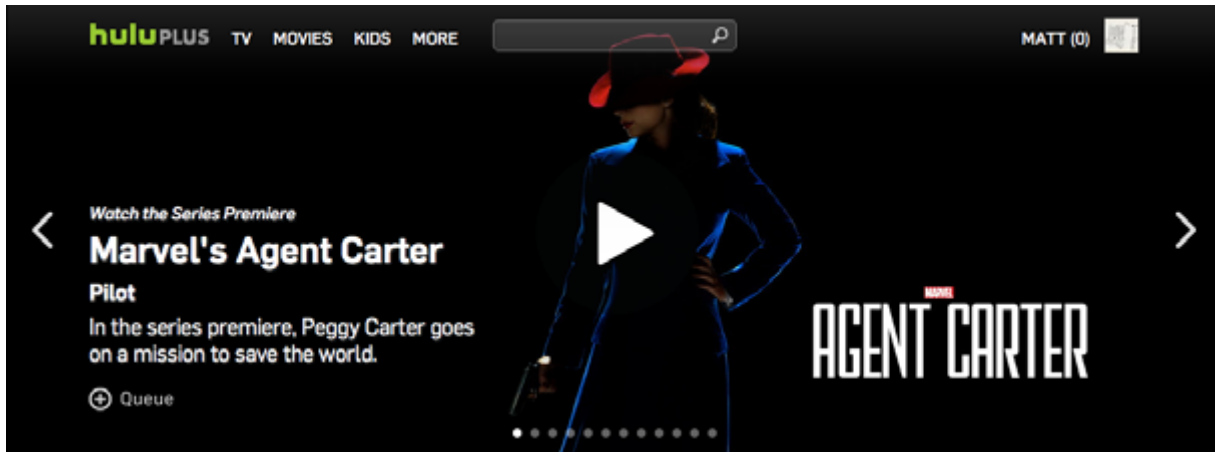 huluPLUS TV MOVIES KIDS MORE MATT (0)
Watch the Series Premiere
Marvel's Agent Carter
Pilot
In the series premiere, Peggy Carter goes
on a mission to save the world.
Queue
MARVEL
AGENT CARTER